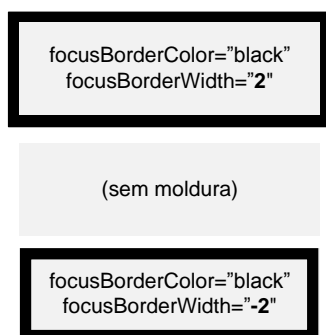 focusBorderColor=”black”
focusBorderWidth=”2"
(sem moldura)
focusBorderColor=”black”
focusBorderWidth=”-2"